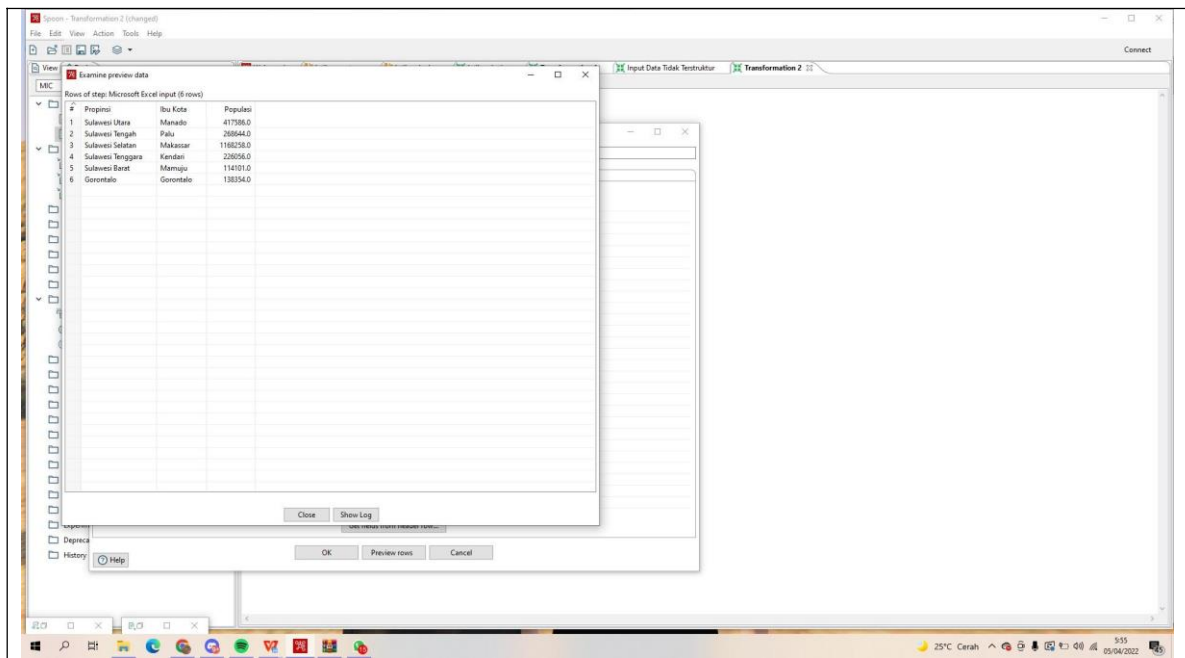 Spoon - Transformation 2 (changed)
File Edit View Action Tools Help
Connect
View
Input Data Tidak Terstruktur
Transformation 2
MIC
Examine preview data
Rows of step: Microsoft Excel input (6 rows)
# Propinsi Ibu Kota Populasi
1 Sulawesi Utara Manado 417586.0
2 Sulawesi Tengah Palu 268644.0
3 Sulawesi Selatan Makassar 1168258.0
4 Sulawesi Tenggara Kendari 226056.0
5 Sulawesi Barat Mamuju 114101.0
6 Gorontalo Gorontalo 138354.0
Close Show Log
Depreca
History
Help
OK Preview rows Cancel
25°C Cerah
5:55
05/04/2022